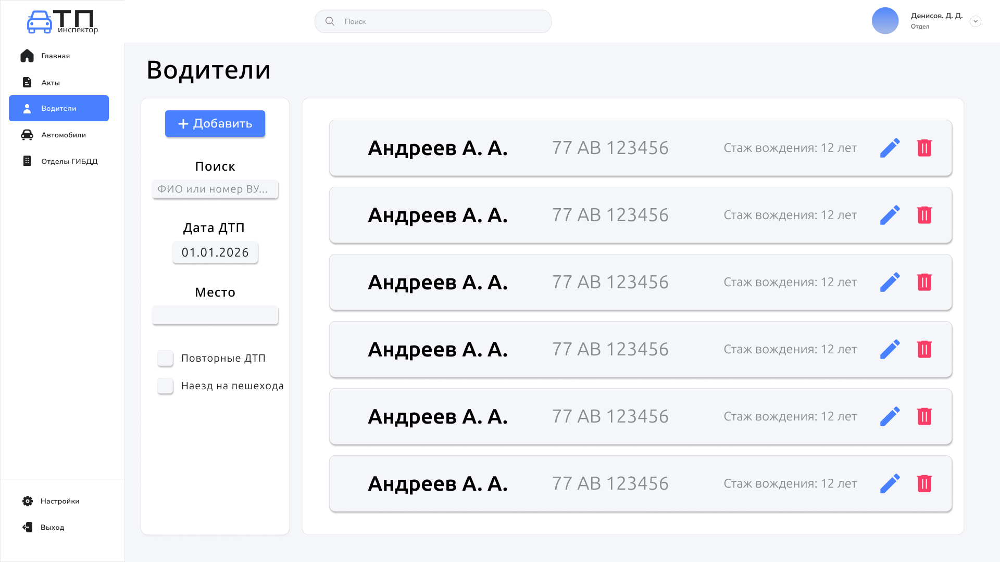 ТП
инспектор
Поиск
Денисов. Д. Д.
Отдел
Главная
Акты
Водители
Автомобили
Отделы ГИБДД
Настройки
Выход
Водители
+ Добавить
Поиск
ФИО или номер ВУ...
Дата ДТП
01.01.2026
Место
Повторные ДТП
Наезд на пешехода
Андреев А. А. 77 АВ 123456 Стаж вождения: 12 лет
Андреев А. А. 77 АВ 123456 Стаж вождения: 12 лет
Андреев А. А. 77 АВ 123456 Стаж вождения: 12 лет
Андреев А. А. 77 АВ 123456 Стаж вождения: 12 лет
Андреев А. А. 77 АВ 123456 Стаж вождения: 12 лет
Андреев А. А. 77 АВ 123456 Стаж вождения: 12 лет